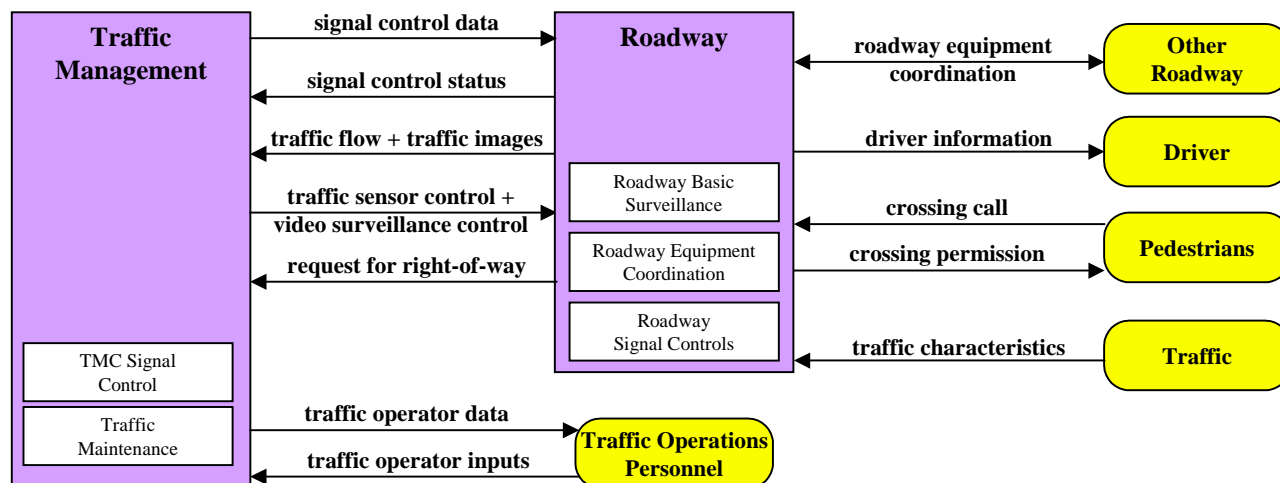 Traffic
Management
signal control data
signal control status
traffic flow + traffic images
traffic sensor control +
video surveillance control
request for right-of-way
TMC Signal
Control
Traffic
Maintenance
traffic operator data
traffic operator inputs
Traffic Operations
Personnel
Roadway
Roadway Basic
Surveillance
Roadway Equipment
Coordination
Roadway
Signal Controls
roadway equipment
coordination
driver information
crossing call
crossing permission
traffic characteristics
Other
Roadway
Driver
Pedestrians
Traffic